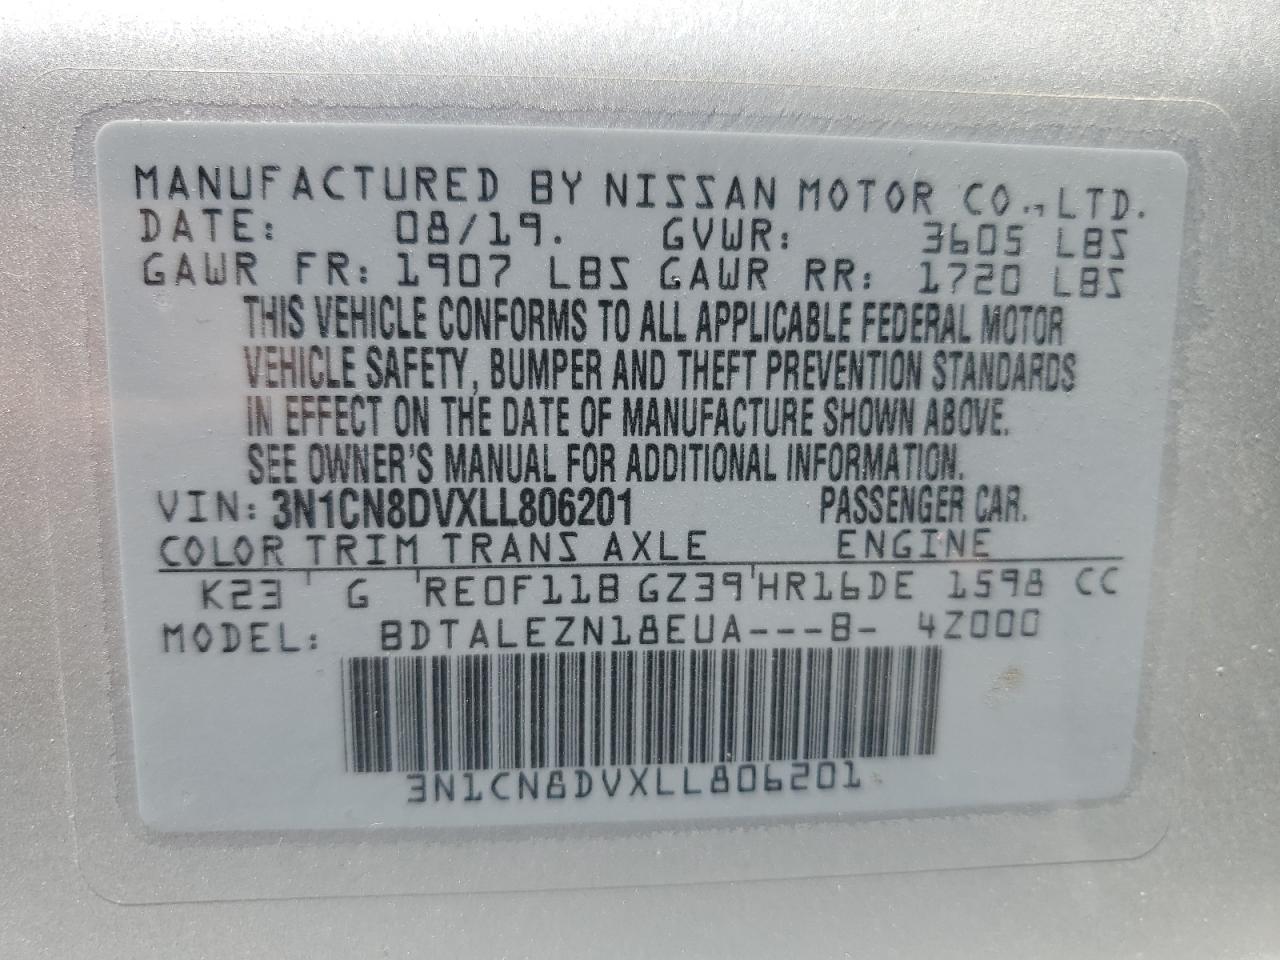 MANUFACTURED BY NISSAN MOTOR CO.,LTD.
DATE: 08/19. GVWR: 3605 LBS
GAWR FR: 1907 LBS GAWR RR: 1720 LBS
THIS VEHICLE CONFORMS TO ALL APPLICABLE FEDERAL MOTOR
VEHICLE SAFETY, BUMPER AND THEFT PREVENTION STANDARDS
IN EFFECT ON THE DATE OF MANUFACTURE SHOWN ABOVE.
SEE OWNER'S MANUAL FOR ADDITIONAL INFORMATION.
VIN: 3N1CN8DVXLL806201 PASSENGER CAR.
COLOR TRIM TRANS AXLE ENGINE
K23 ' G 'RE0F11B GZ39'HR16DE 1598 CC
MODEL: BDTALEZN18EUA---B- 4Z000
3N1CN8DVXLL806201